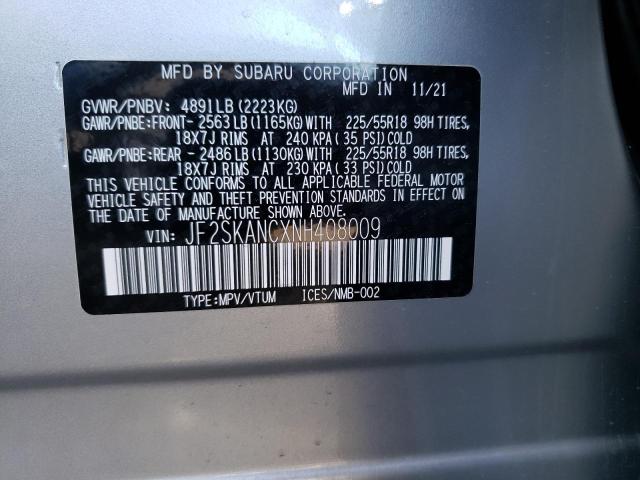 MFD BY SUBARU CORPORATION
MFD IN 11/21
GVWR/PNBV: 4891LB (2223KG)
GAWR/PNBE:FRONT- 2563LB (1165KG)WITH 225/55R18 98H TIRES,
18X7J RIMS AT 240 KPA ( 35 PSI) COLD
GAWR/PNBE:REAR - 2486LB (1130KG)WITH 225/55R18 98H TIRES,
18X7J RIMS AT 230 KPA ( 33 PSI) COLD
THIS VEHICLE CONFORMS TO ALL APPLICABLE FEDERAL MOTOR
VEHICLE SAFETY AND THEFT PREVENTION STANDARDS IN EFFECT ON
THE DATE OF MANUFACTURE SHOWN ABOVE.
VIN: JF2SKANCXNH408009
TYPE:MPV/VTUM ICES/NMB-002